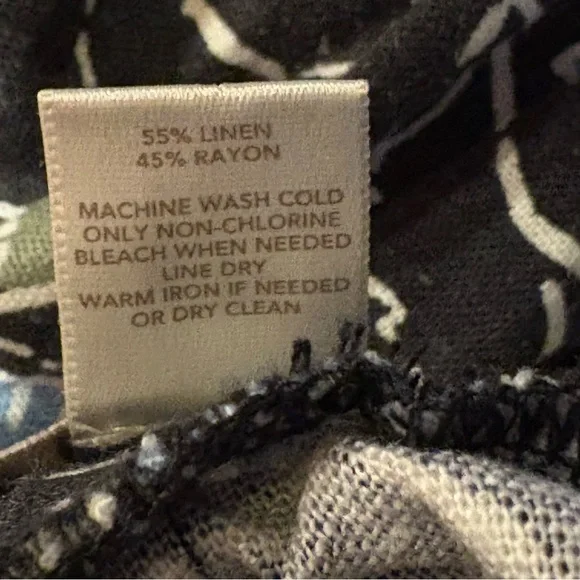 55% LINEN
45% RAYON
MACHINE WASH COLD
ONLY NON-CHLORINE
BLEACH WHEN NEEDED
LINE DRY
WARM IRON IF NEEDED
OR DRY CLEAN